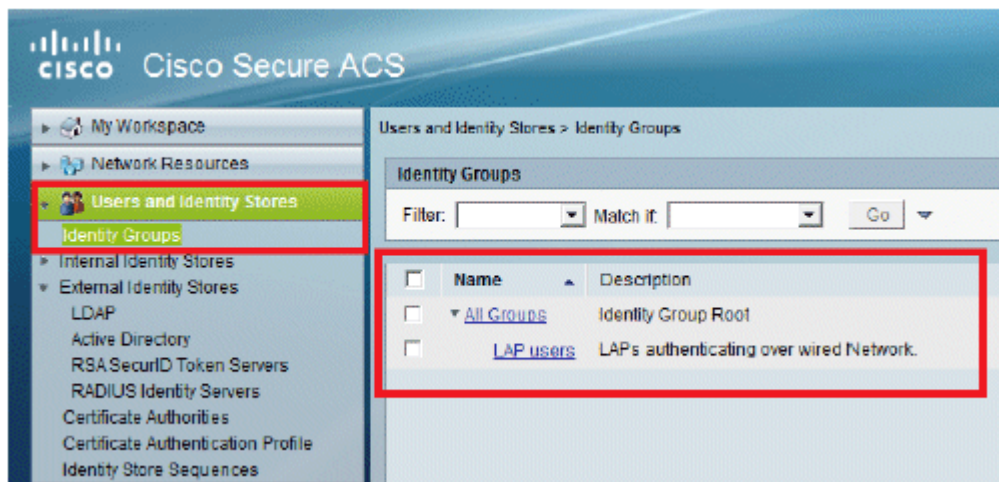 CISCO Cisco Secure ACS
My Workspace
Network Resources
Users and Identity Stores
Identity Groups
Internal Identity Stores
External Identity Stores
LDAP
Active Directory
RSA SecurID Token Servers
RADIUS Identity Servers
Certificate Authorities
Certificate Authentication Profile
Identity Store Sequences
Users and Identity Stores > Identity Groups
Identity Groups
Filter: Match if: Go
Name Description
All Groups Identity Group Root
LAP users LAPs authenticating over wired Network.